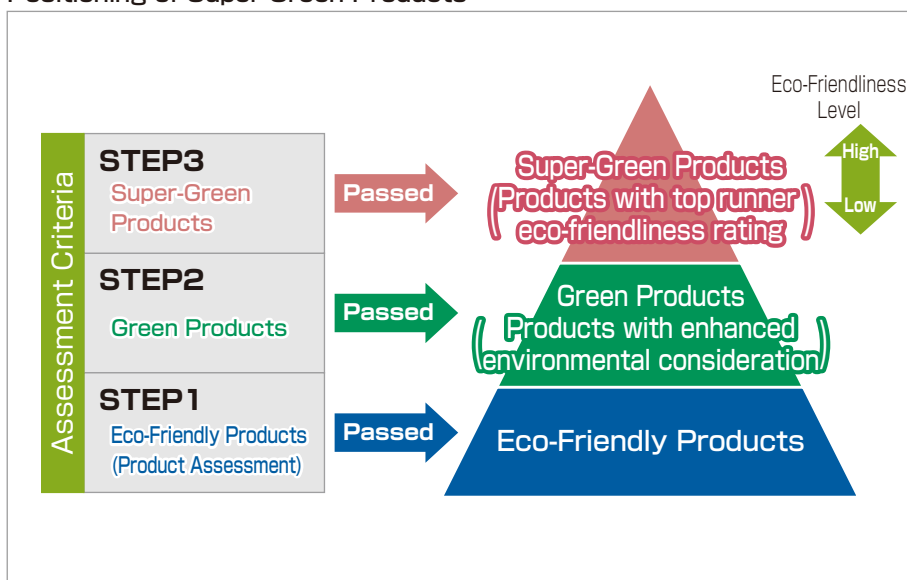 Positioning of Super-Green Products
Eco-Friendliness
Level
High
Low
Assessment Criteria
STEP3
Super-Green
Products
Passed
Super-Green Products
(Products with top runner
eco-friendliness rating)
STEP2
Green Products
Passed
Green Products
(Products with enhanced
environmental consideration)
STEP1
Eco-Friendly Products
(Product Assessment)
Passed
Eco-Friendly Products